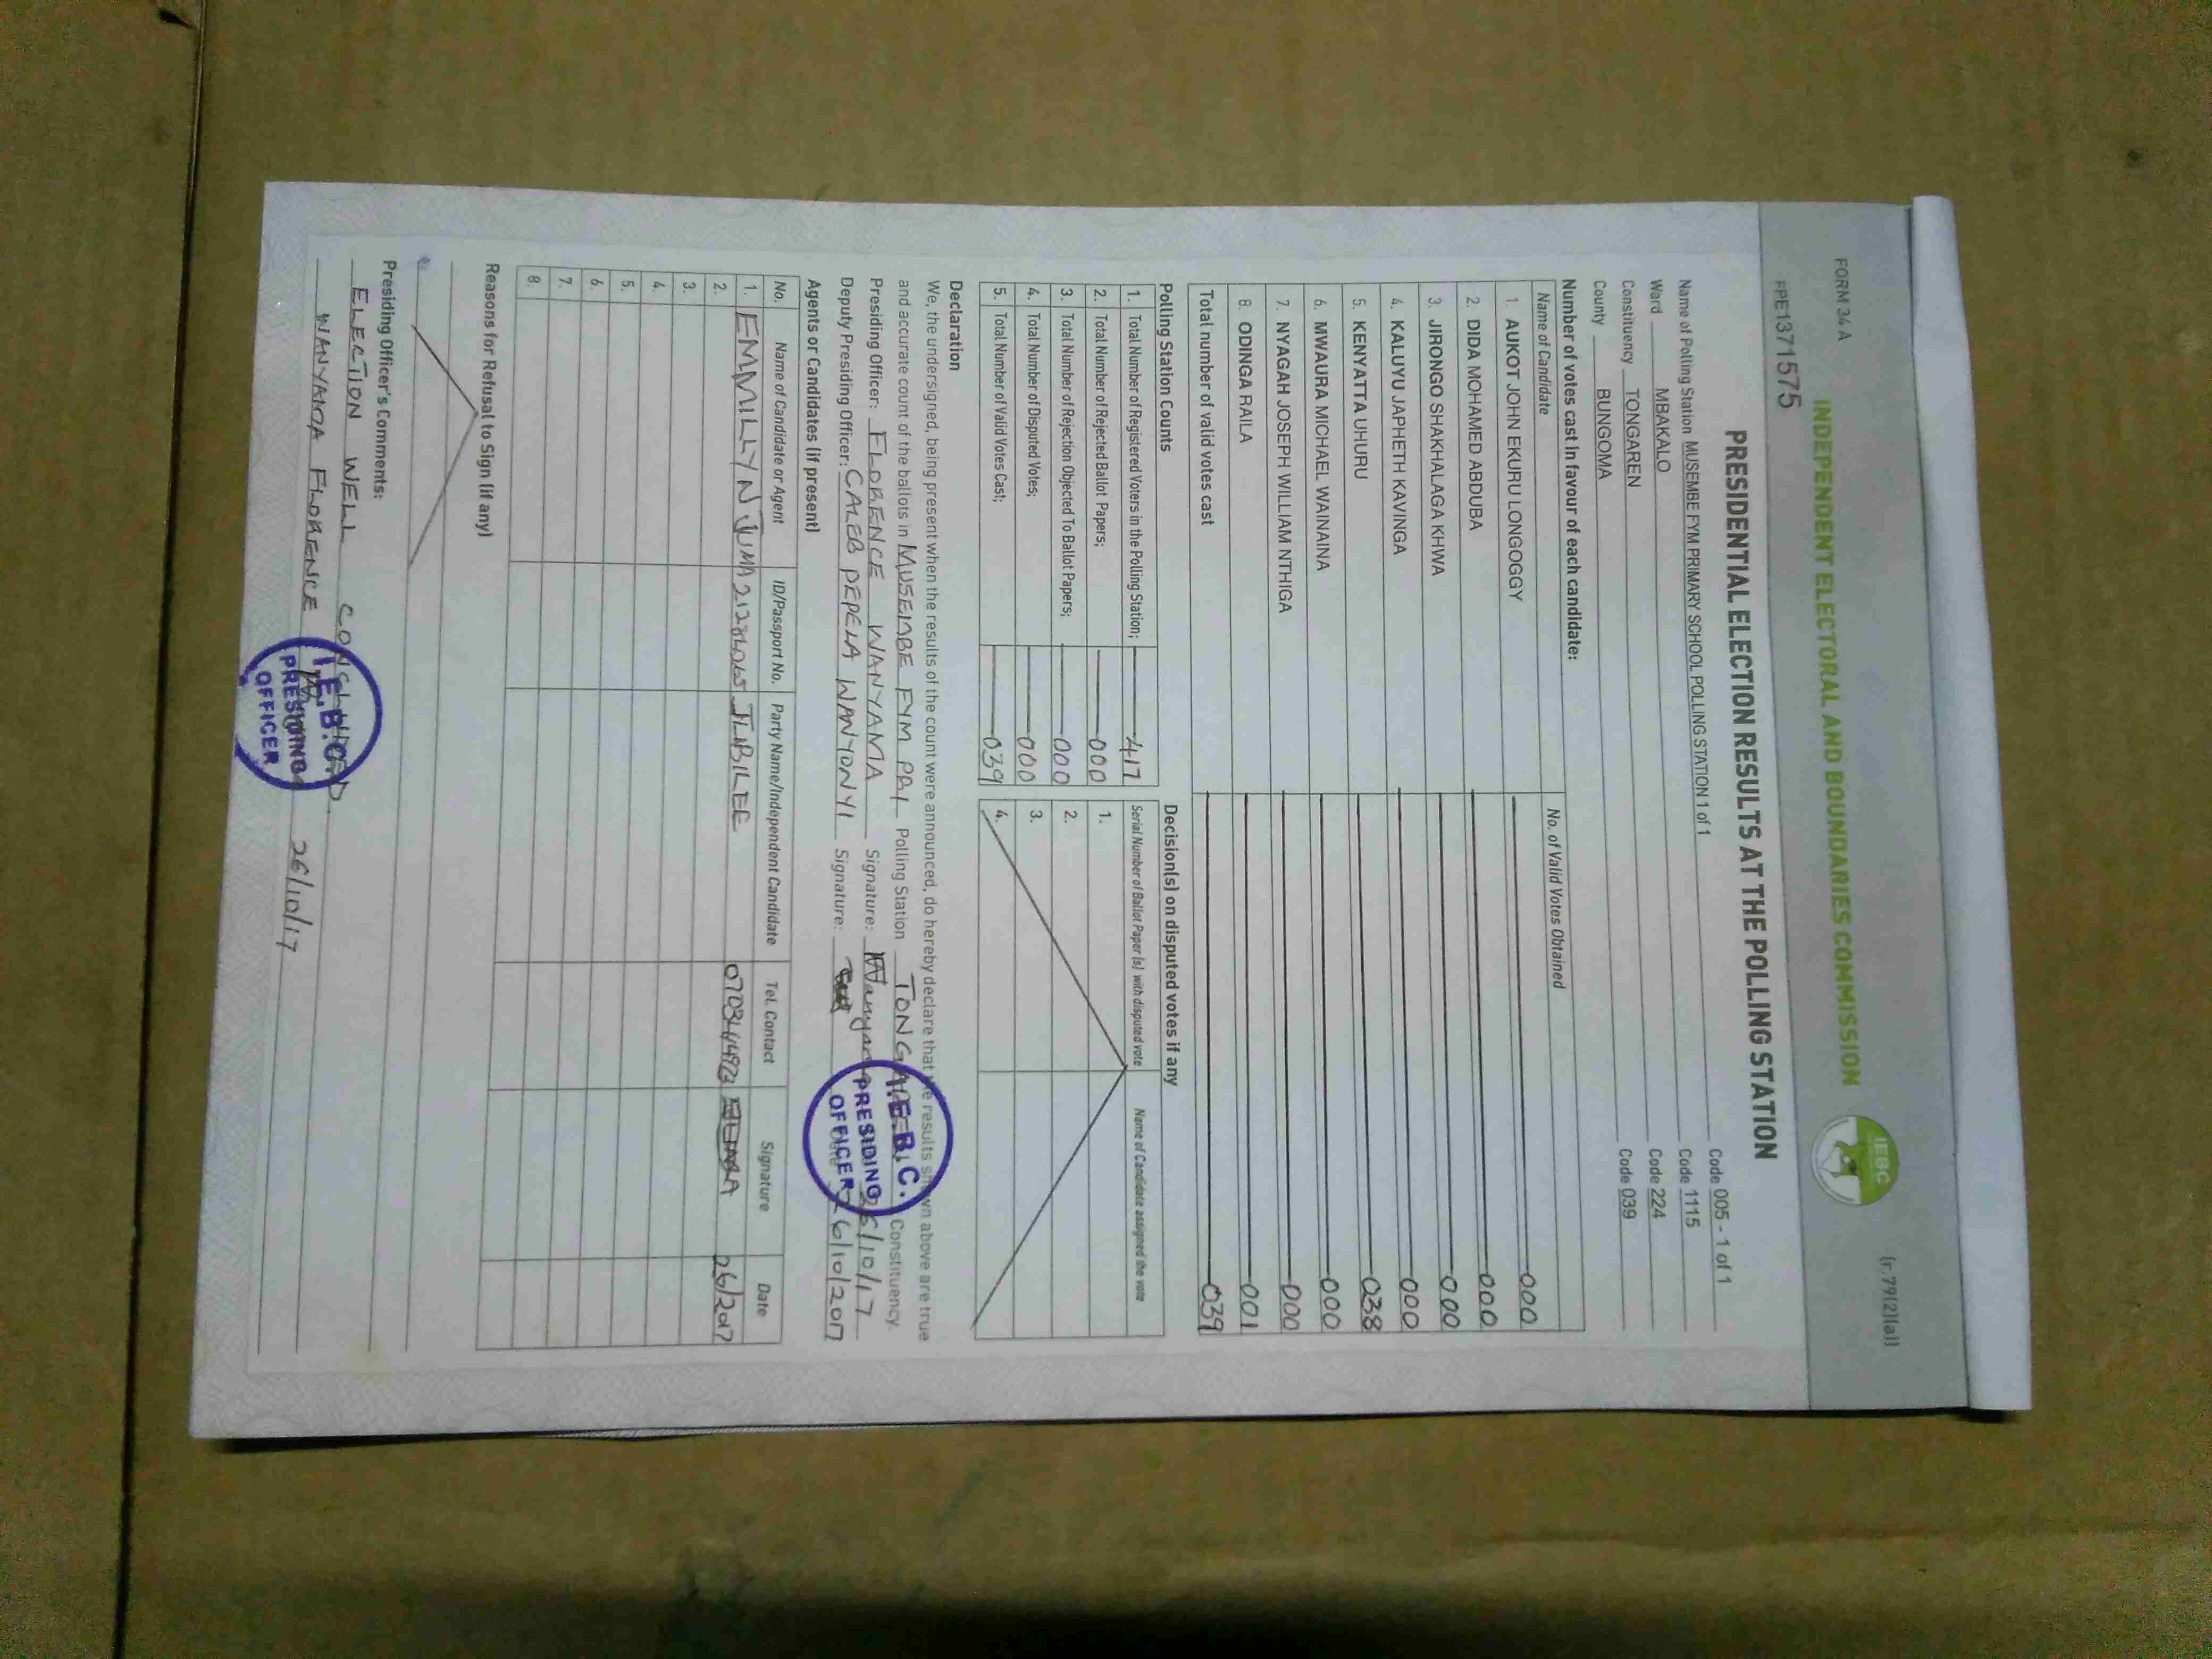 FORM 34 A
(r.79(2)(a))
INDEPENDENT ELECTORAL AND BOUNDARIES COMMISSION
IEBC
FPE1371575
PRESIDENTIAL ELECTION RESULTS AT THE POLLING STATION
Name of Polling Station MUSEMBE FYM PRIMARY SCHOOL POLLING STATION 1 of 1 Code 005 - 1 of 1
Ward MBAKALO Code 1115
Constituency TONGAREN Code 224
County BUNGOMA Code 039
Number of votes cast in favour of each candidate:
Name of Candidate No. of Valid Votes Obtained
1. AUKOT JOHN EKURU LONGOGGY 000
2. DIDA MOHAMED ABDUBA 000
3. JIRONGO SHAKHALAGA KHWA 000
4. KALUYU JAPHETH KAVINGA 000
5. KENYATTA UHURU 038
6. MWAURA MICHAEL WAINAINA 000
7. NYAGAH JOSEPH WILLIAM NTHIGA 000
8. ODINGA RAILA 001
Total number of valid votes cast 039
Polling Station Counts
1. Total Number of Registered Voters in the Polling Station; 417
2. Total Number of Rejected Ballot Papers; 000
3. Total Number of Rejection Objected To Ballot Papers; 000
4. Total Number of Disputed Votes; 000
5. Total Number of Valid Votes Cast; 039
Decision(s) on disputed votes if any
Serial Number of Ballot Paper (s) with disputed vote Name of Candidate assigned the vote
1.
2.
3.
4.
Declaration
We, the undersigned, being present when the results of the count were announced, do hereby declare that the results shown above are true
and accurate count of the ballots in MUSEMBE FYM PRI Polling Station TONGAREN Constituency.
Presiding Officer: FLORENCE WANYAMA Signature: Wanyama 26/10/17
Deputy Presiding Officer: CALEB PEPELA WANYONYI Signature: 26/10/2017
I.E.B.C.
PRESIDING
OFFICER
Agents or Candidates (if present)
No. Name of Candidate or Agent ID/Passport No. Party Name/Independent Candidate Tel. Contact Signature Date
1. EMMILLYN JUMA JUBILEE 26/2017
2.
3.
4.
5.
6.
7.
8.
Reasons for Refusal to Sign (if any)
Presiding Officer's Comments:
ELECTION WELL CONDUCTED.
WANYAMA FLORENCE 26/10/17
I.E.B.C.
PRESIDING
OFFICER